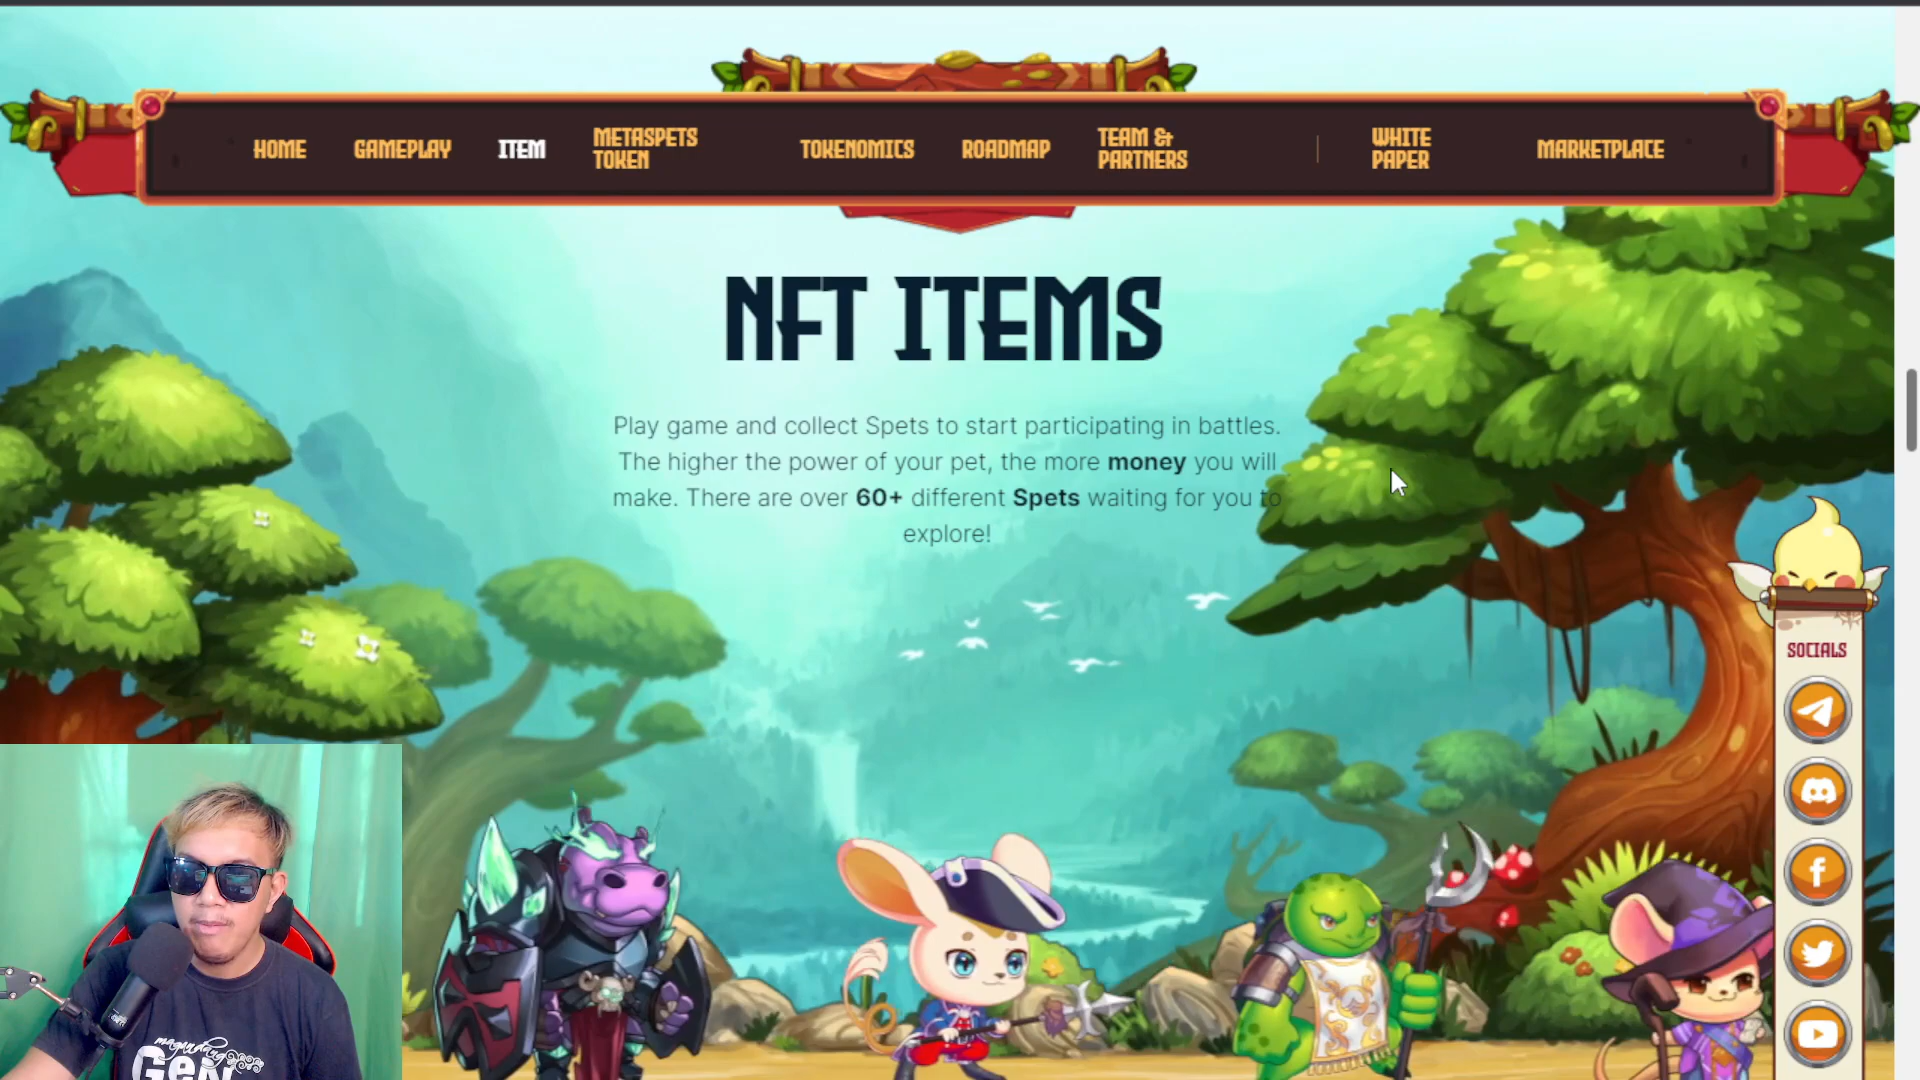 HOME
GAMEPLAY
ITEM
METASPETS
TOKEN
TOKENOMICS
ROADMAP
TEAM &
PARTNERS
WHITE
PAPER
MARKETPLACE
NFT ITEMS
Play game and collect Spets to start participating in battles.
The higher the power of your pet, the more money you will
make. There are over 60+ different Spets waiting for you to
explore!
SOCIALS
magandang
GeN